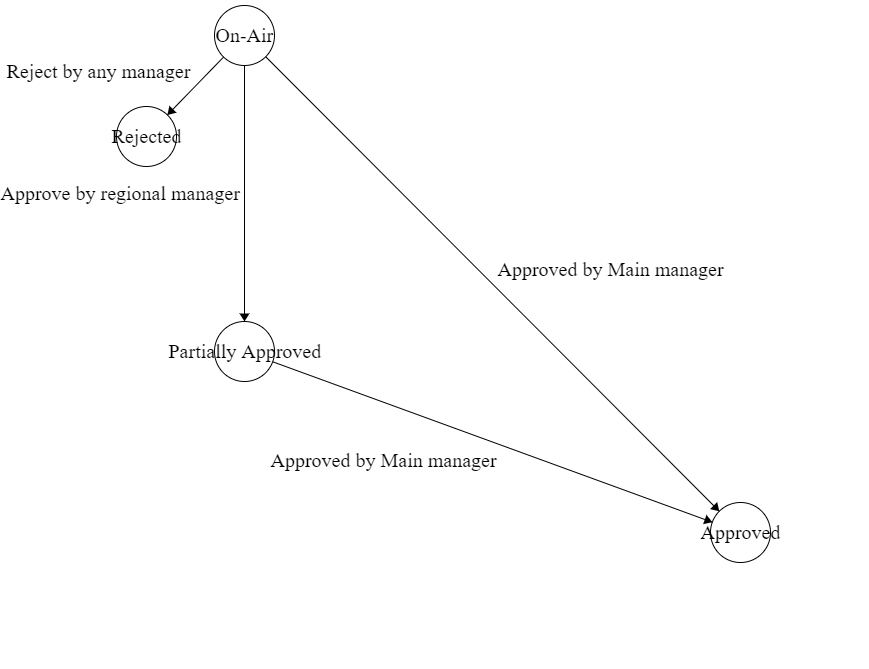 On-Air
Reject by any manager
Rejected
Approve by regional manager
Approved by Main manager
Partially Approved
Approved by Main manager
Approved